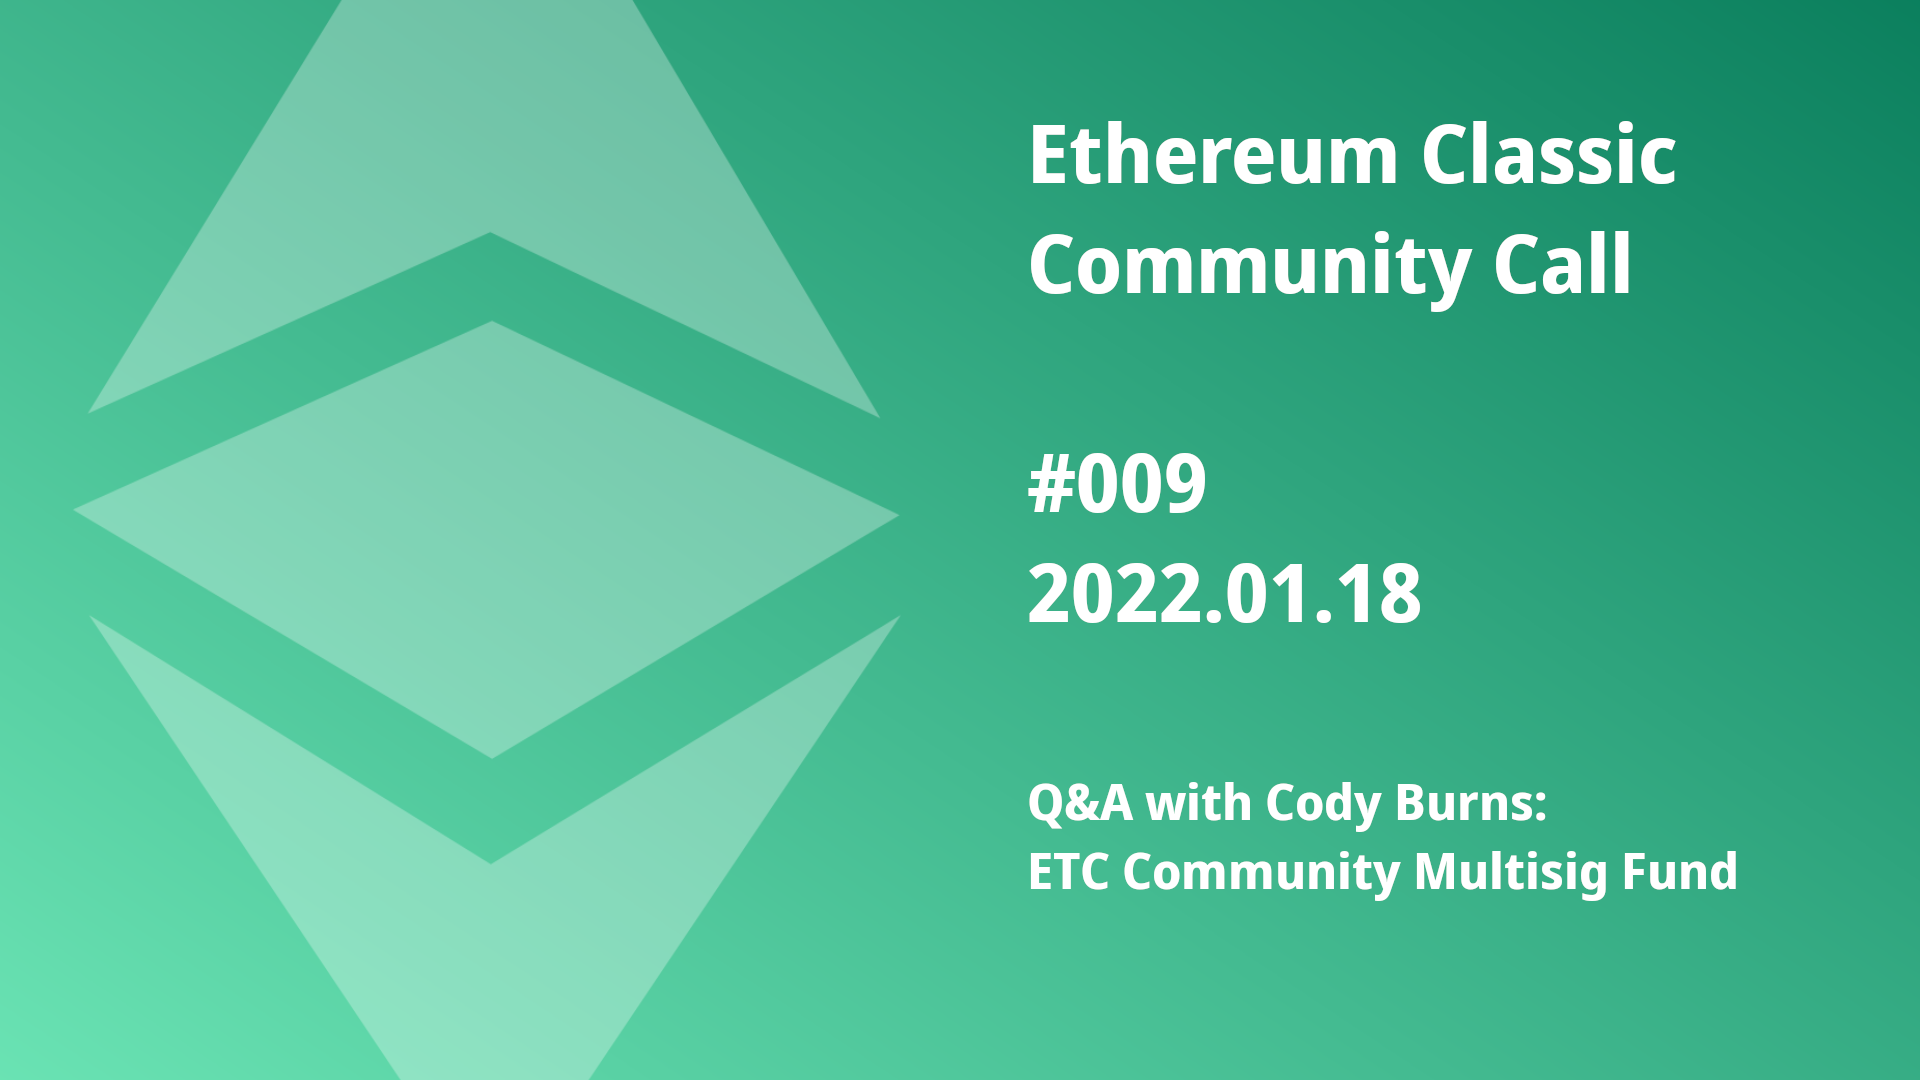 Ethereum Classic
Community Call
#009
2022.01.18
Q&A with Cody Burns:
ETC Community Multisig Fund